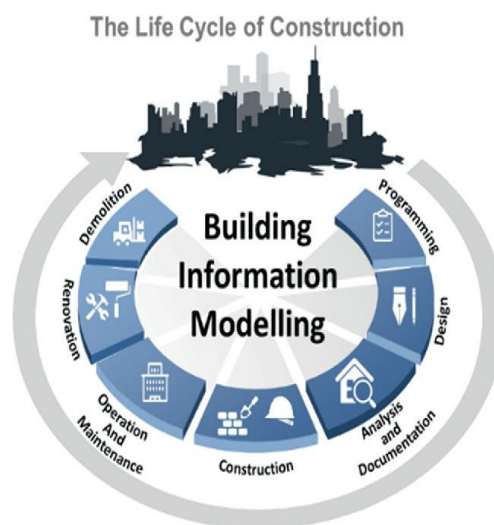 The Life Cycle of Construction
Building
Information
Modelling
Programming
Design
Analysis
and
Documentation
Construction
Operation
And
Maintenance
Renovation
Demolition